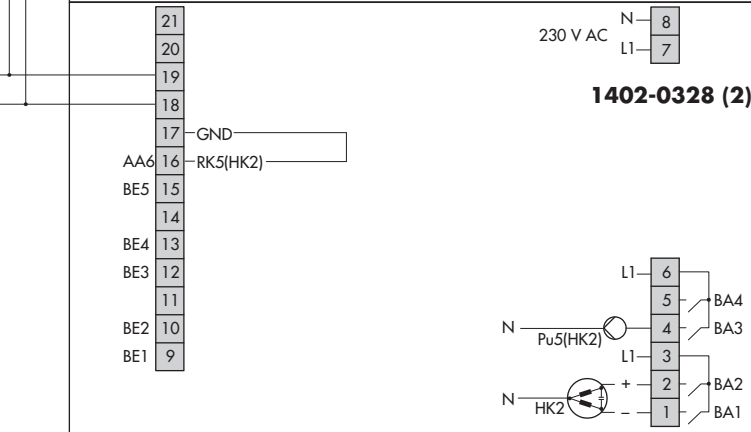 21
20
19
18
17 GND
AA6 16 RK5(HK2)
BE5 15
14
BE4 13
BE3 12
11
BE2 10
BE1 9
N 8
230 V AC
L1 7
1402-0328 (2)
L1 6
5 BA4
N Pu5(HK2) 4 BA3
L1 3
+ 2 BA2
N HK2
– 1 BA1